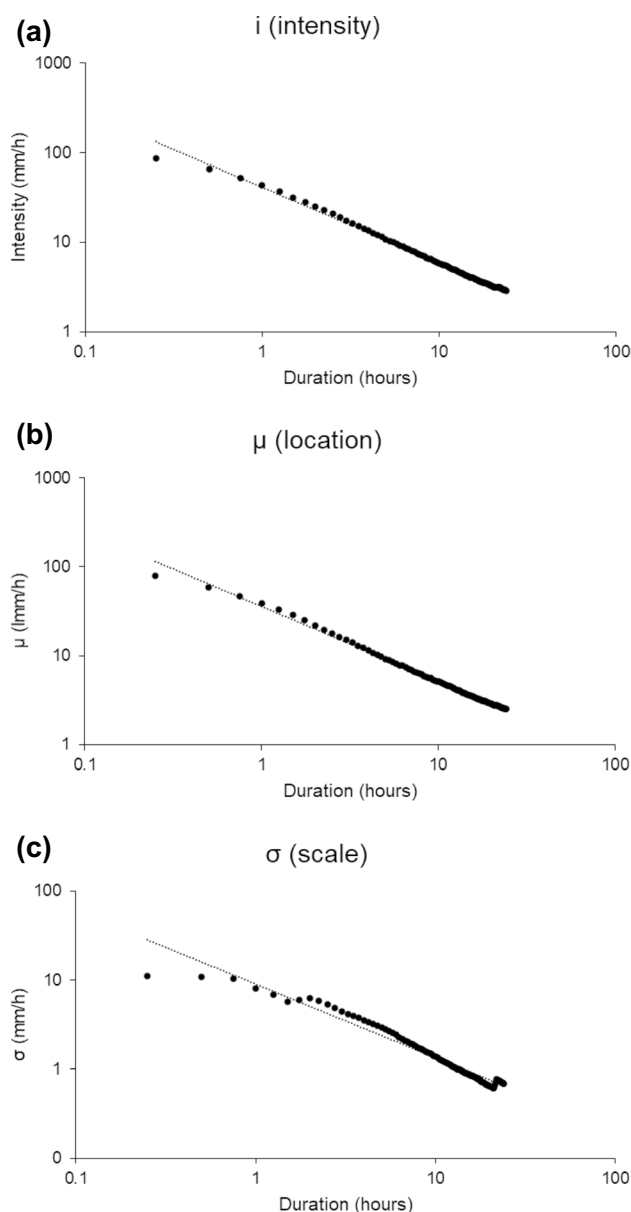 (a)
i (intensity)
1000
100
10
1
Intensity (mm/h)
0.1 1 10 100
Duration (hours)
(b)
μ (location)
1000
100
10
1
μ (lmm/h)
0.1 1 10 100
Duration (hours)
(c)
σ (scale)
100
10
1
0
σ (mm/h)
0.1 1 10 100
Duration (hours)